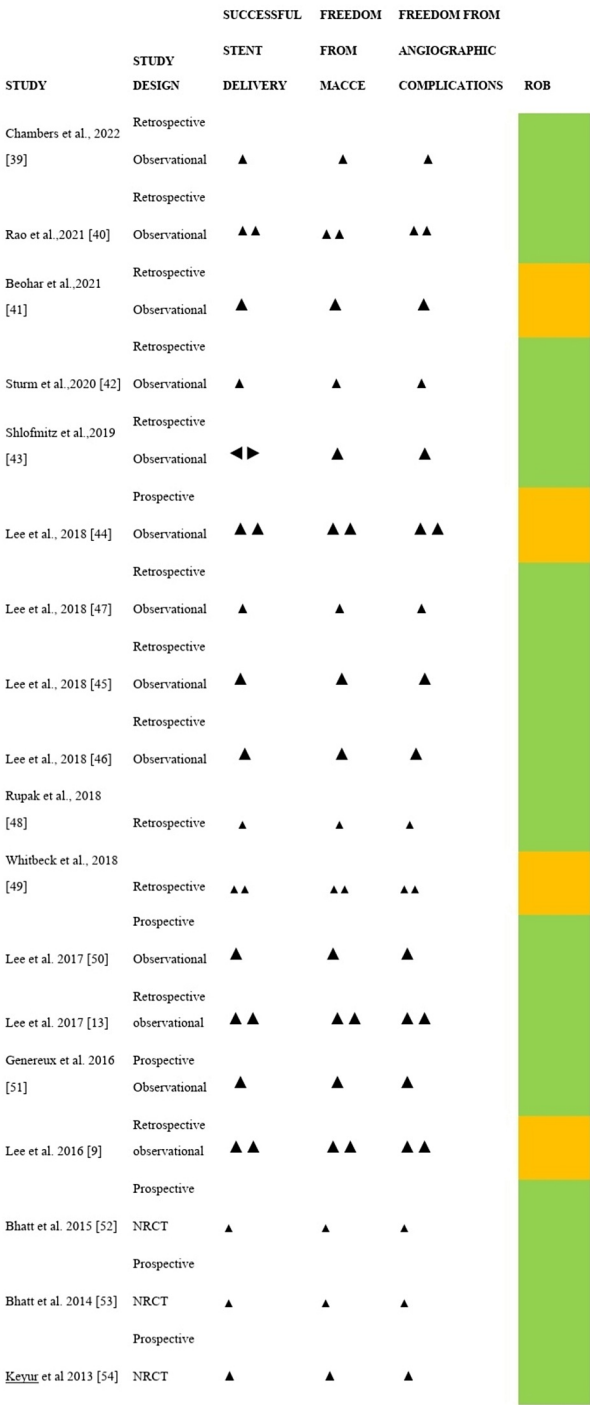 SUCCESSFUL FREEDOM FREEDOM FROM
STENT FROM ANGIOGRAPHIC
STUDY
STUDY DESIGN DELIVERY MACCE COMPLICATIONS ROB
Retrospective
Chambers et al., 2022
[39] Observational ▲ ▲ ▲
Retrospective
Rao et al.,2021 [40] Observational ▲▲ ▲▲ ▲▲
Retrospective
Beohar et al.,2021
[41] Observational ▲ ▲ ▲
Retrospective
Sturm et al.,2020 [42] Observational ▲ ▲ ▲
Retrospective
Shlofmitz et al.,2019
[43] Observational ◄► ▲ ▲
Prospective
Lee et al., 2018 [44] Observational ▲▲ ▲▲ ▲▲
Retrospective
Lee et al., 2018 [47] Observational ▲ ▲ ▲
Retrospective
Lee et al., 2018 [45] Observational ▲ ▲ ▲
Retrospective
Lee et al., 2018 [46] Observational ▲ ▲ ▲
Rupak et al., 2018
[48] Retrospective ▲ ▲ ▲
Whitbeck et al., 2018
[49] Retrospective ▲▲ ▲▲ ▲▲
Prospective
Lee et al. 2017 [50] Observational ▲ ▲ ▲
Retrospective
Lee et al. 2017 [13] observational ▲▲ ▲▲ ▲▲
Genereux et al. 2016 Prospective
[51] Observational ▲ ▲ ▲
Retrospective
Lee et al. 2016 [9] observational ▲▲ ▲▲ ▲▲
Prospective
Bhatt et al. 2015 [52] NRCT ▲ ▲ ▲
Prospective
Bhatt et al. 2014 [53] NRCT ▲ ▲ ▲
Prospective
Keyur et al 2013 [54] NRCT ▲ ▲ ▲